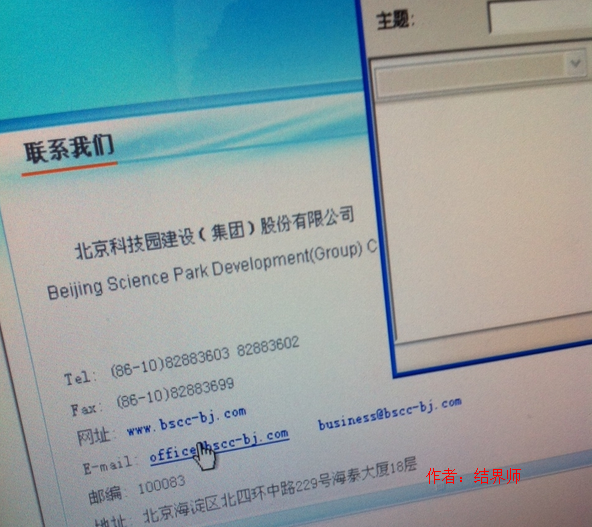 主题:
联系我们
北京科技园建设(集团)股份有限公司
Beijing Science Park Development(Group) C
Tel: (86-10)82883603 82883602
Fax: (86-10)82883699
网址: www.bscc-bj.com
E-mail: office@bscc-bj.com business@bscc-bj.com
邮编: 100083
地址: 北京海淀区北四环中路229号海泰大厦18层
作者：结界师